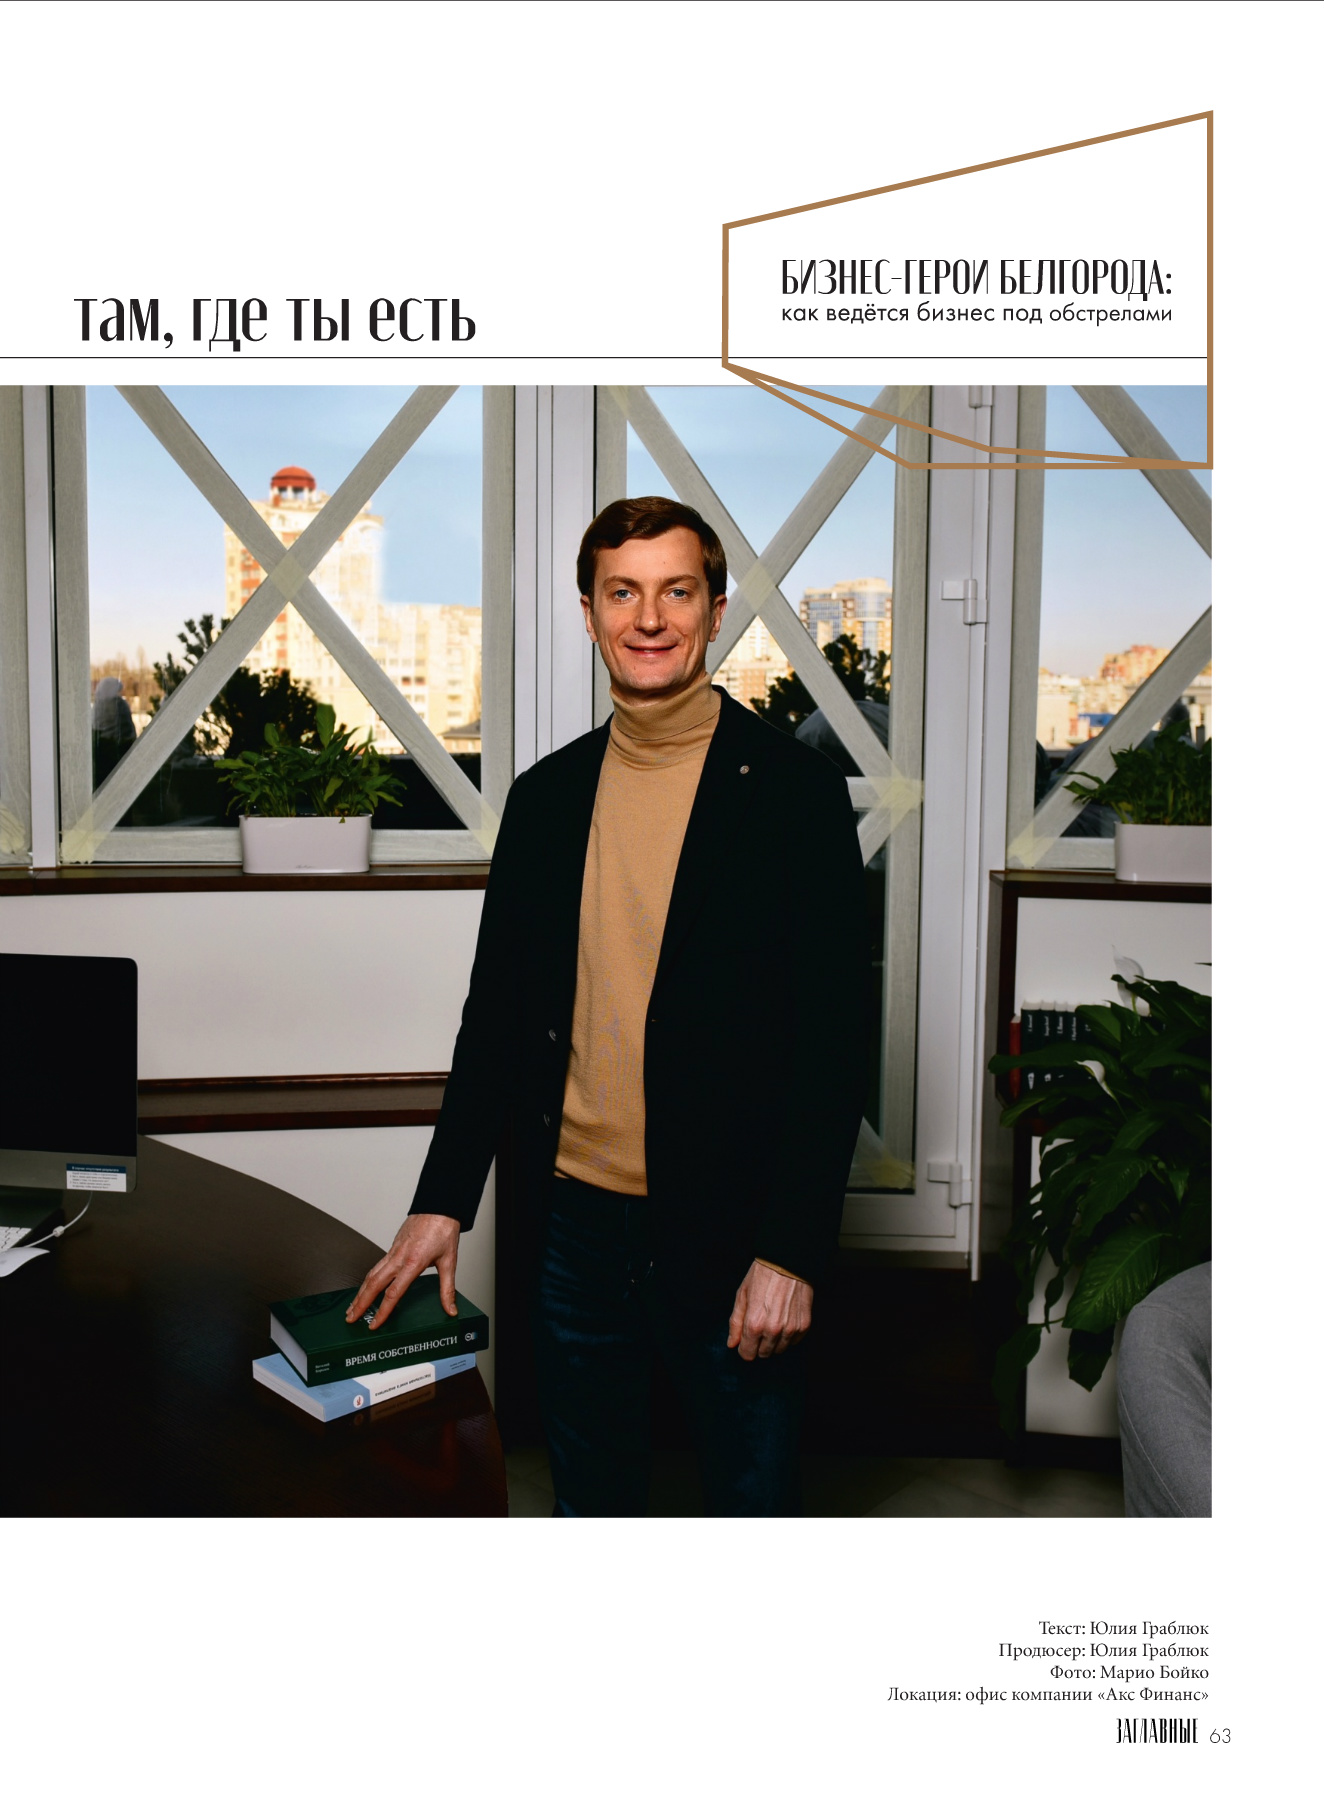 там, где ты есть
БИЗНЕС-ГЕРОИ БЕЛГОРОДА:
как ведётся бизнес под обстрелами
ВРЕМЯ СОБСТВЕННОСТИ
Текст: Юлия Граблюк
Продюсер: Юлия Граблюк
Фото: Марио Бойко
Локация: офис компании «Акс Финанс»
ЗАГЛАВНЫЕ 63